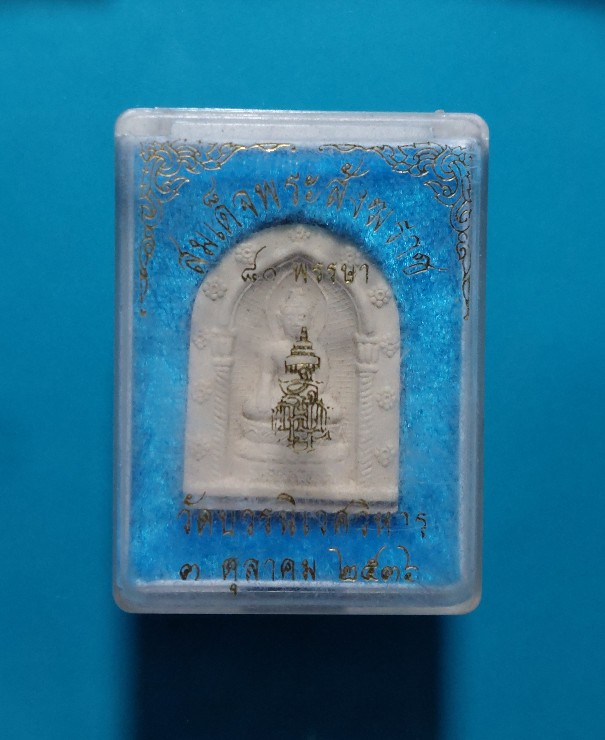 สมเด็จพระสังฆราช
๘๐ พรรษา
วัดบวรนิเวศวิหาร
๓ ตุลาคม ๒๕๓๖